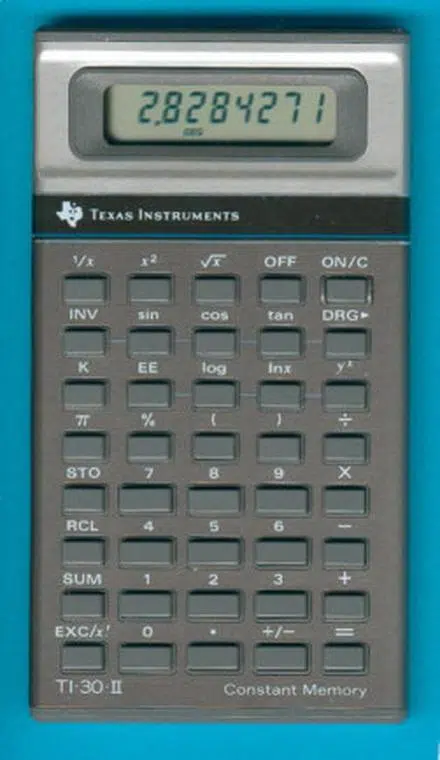 2.8284271
DEG
TEXAS INSTRUMENTS
1/x x² √x OFF ON/C
INV sin cos tan DRG►
K EE log lnx yˣ
π % ( ) ÷
STO 7 8 9 X
RCL 4 5 6 −
SUM 1 2 3 +
EXC/x! 0 · +/− =
TI-30-II Constant Memory